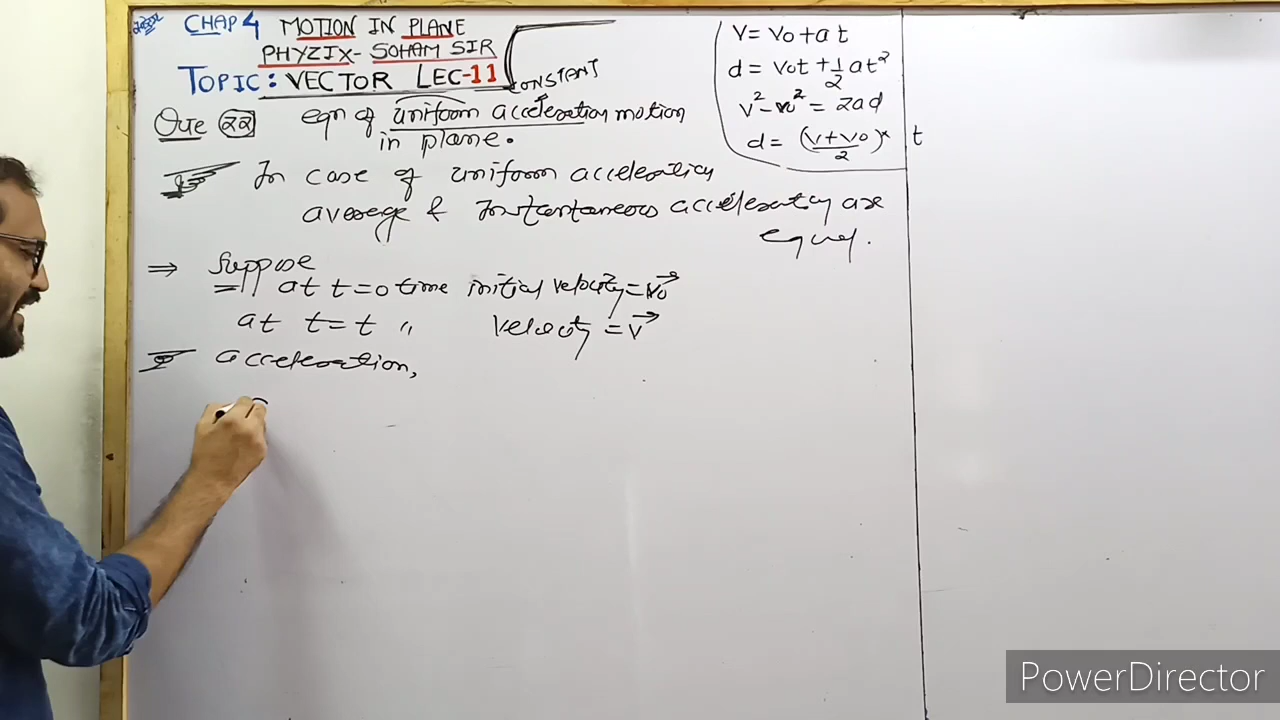 CHAP 4 MOTION IN PLANE
PHYZIX - SOHAM SIR
TOPIC: VECTOR LEC-11
CONSTANT
Que 22 eqn of uniform acceleration motion
in plane.
In case of uniform acceleration
average & Instantaneous acceleration are
equal.
⇒ Suppose
at t=0 time initial velocity = v₀→
at t=t " velocity = v→
acceleration,
V = V₀ + at
d = V₀t + ½ at²
V² - V₀² = 2ad
d = (V+V₀/2) × t
PowerDirector